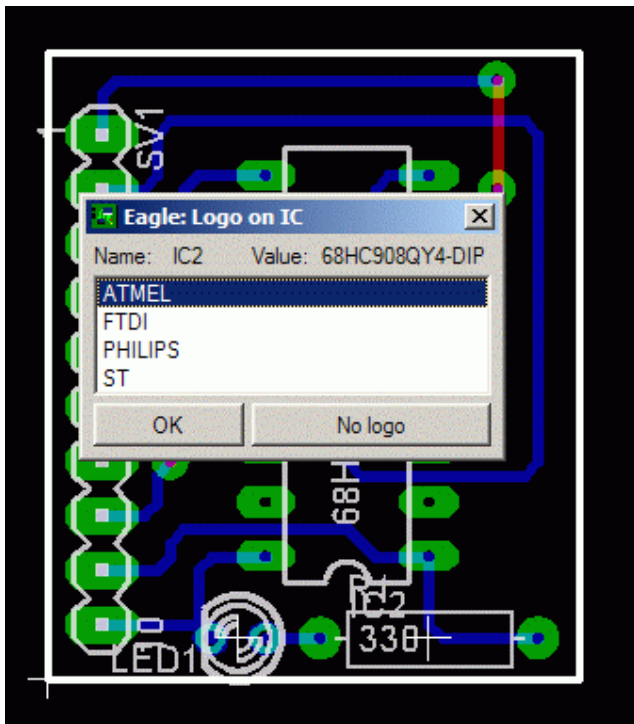 SV1
Eagle: Logo on IC
Name: IC2 Value: 68HC908QY4-DIP
ATMEL
FTDI
PHILIPS
ST
OK No logo
68H
IC2
330
LED1